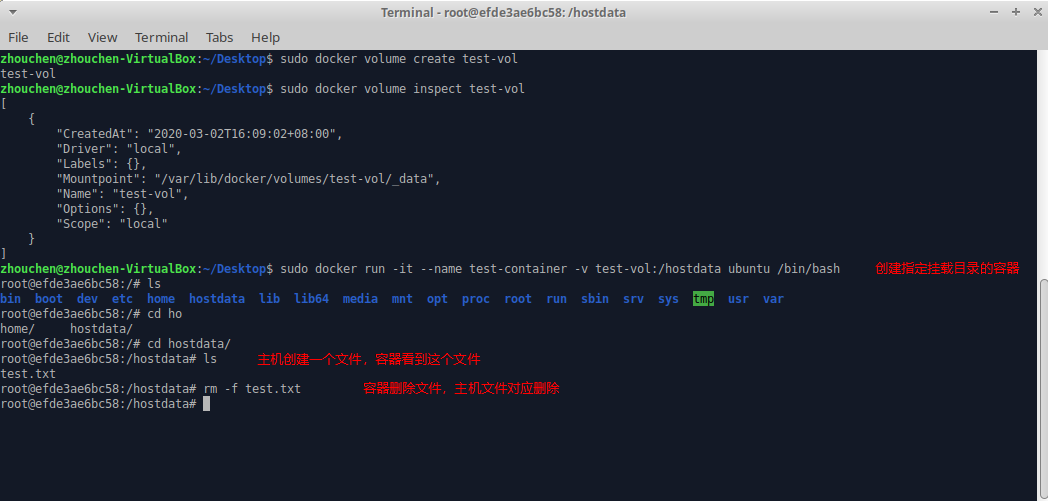 Terminal - root@efde3ae6bc58: /hostdata
File Edit View Terminal Tabs Help
zhouchen@zhouchen-VirtualBox:~/Desktop$ sudo docker volume create test-vol
test-vol
zhouchen@zhouchen-VirtualBox:~/Desktop$ sudo docker volume inspect test-vol
[
    {
        "CreatedAt": "2020-03-02T16:09:02+08:00",
        "Driver": "local",
        "Labels": {},
        "Mountpoint": "/var/lib/docker/volumes/test-vol/_data",
        "Name": "test-vol",
        "Options": {},
        "Scope": "local"
    }
]
zhouchen@zhouchen-VirtualBox:~/Desktop$ sudo docker run -it --name test-container -v test-vol:/hostdata ubuntu /bin/bash 创建指定挂载目录的容器
root@efde3ae6bc58:/# ls
bin boot dev etc home hostdata lib lib64 media mnt opt proc root run sbin srv sys tmp usr var
root@efde3ae6bc58:/# cd ho
home/ hostdata/
root@efde3ae6bc58:/# cd hostdata/
root@efde3ae6bc58:/hostdata# ls 主机创建一个文件，容器看到这个文件
test.txt
root@efde3ae6bc58:/hostdata# rm -f test.txt 容器删除文件，主机文件对应删除
root@efde3ae6bc58:/hostdata#